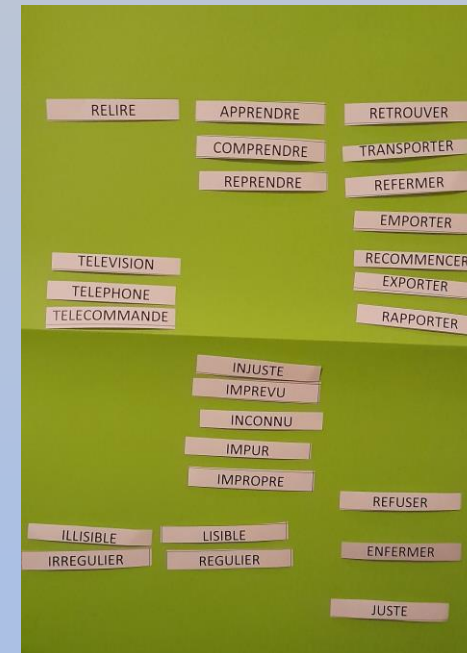 RELIRE
APPRENDRE
RETROUVER
COMPRENDRE
TRANSPORTER
REPRENDRE
REFERMER
EMPORTER
TELEVISION
RECOMMENCER
TELEPHONE
EXPORTER
TELECOMMANDE
RAPPORTER
INJUSTE
IMPREVU
INCONNU
IMPUR
IMPROPRE
REFUSER
ILLISIBLE
LISIBLE
ENFERMER
IRREGULIER
REGULIER
JUSTE